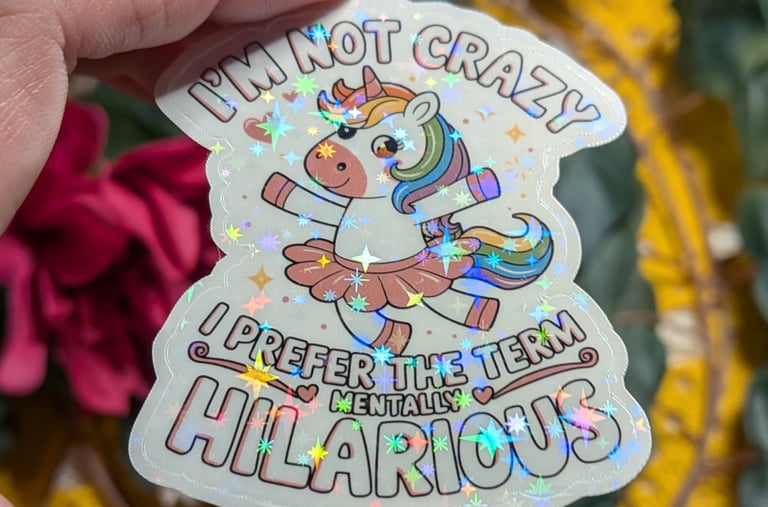 I'M NOT CRAZY
I PREFER THE TERM
MENTALLY
HILARIOUS